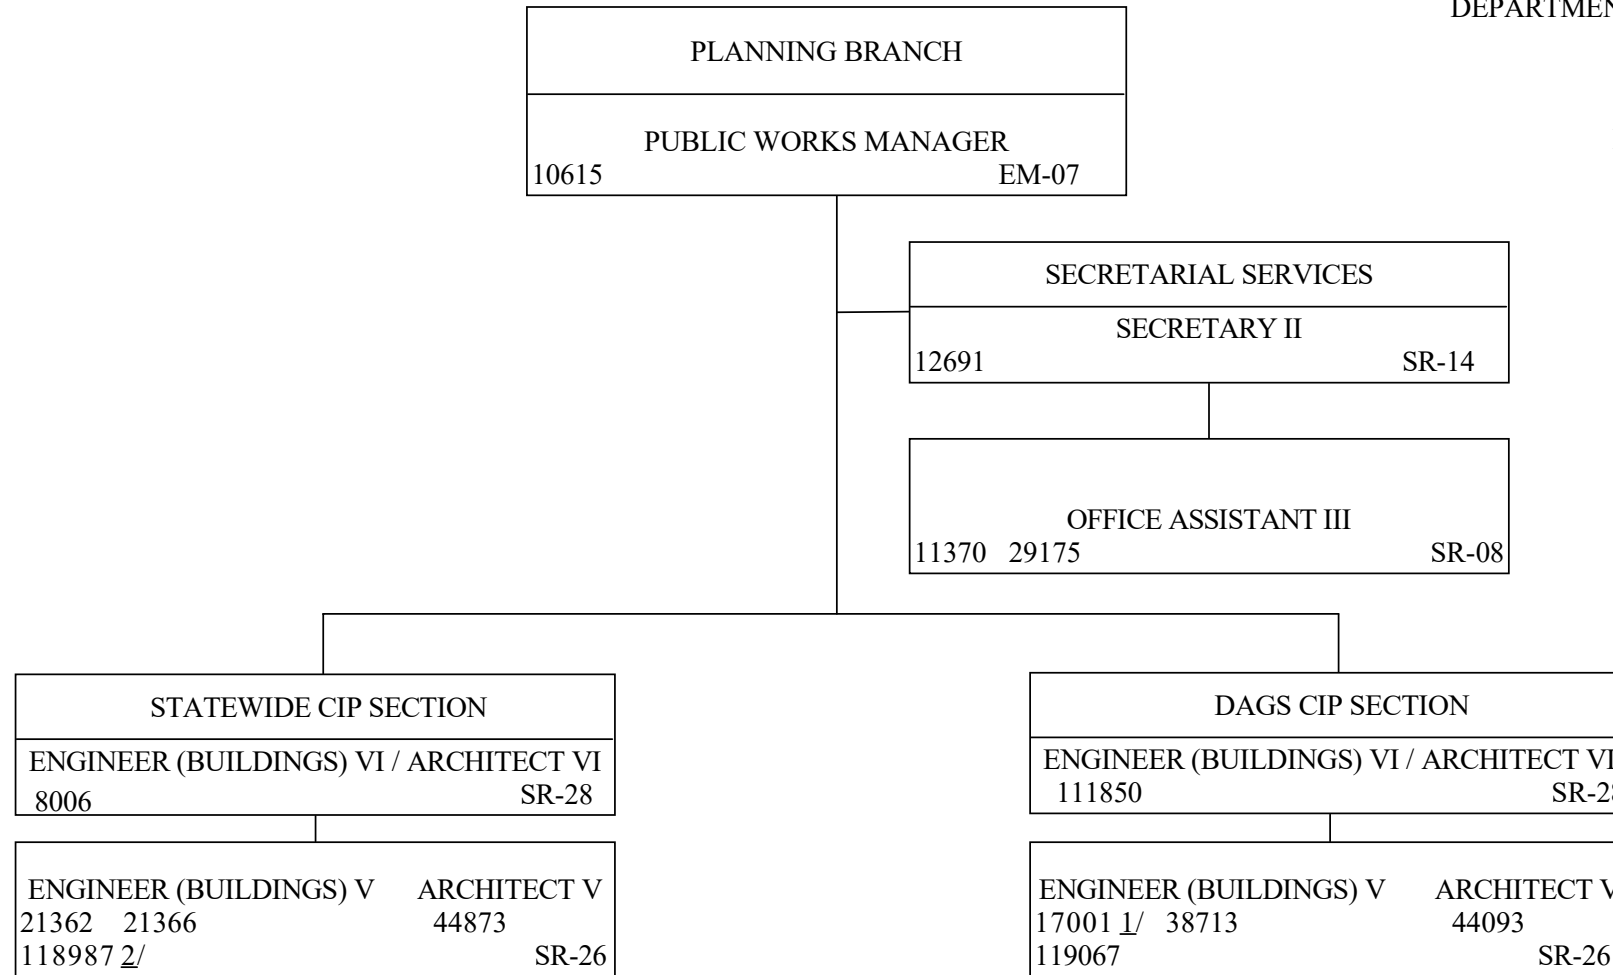 DEPARTMEN
PLANNING BRANCH
PUBLIC WORKS MANAGER
10615 EM-07
SECRETARIAL SERVICES
SECRETARY II
12691 SR-14
OFFICE ASSISTANT III
11370 29175 SR-08
STATEWIDE CIP SECTION
ENGINEER (BUILDINGS) VI / ARCHITECT VI
8006 SR-28
ENGINEER (BUILDINGS) V ARCHITECT V
21362 21366 44873
118987 2/ SR-26
DAGS CIP SECTION
ENGINEER (BUILDINGS) VI / ARCHITECT VI
111850 SR-28
ENGINEER (BUILDINGS) V ARCHITECT V
17001 1/ 38713 44093
119067 SR-26